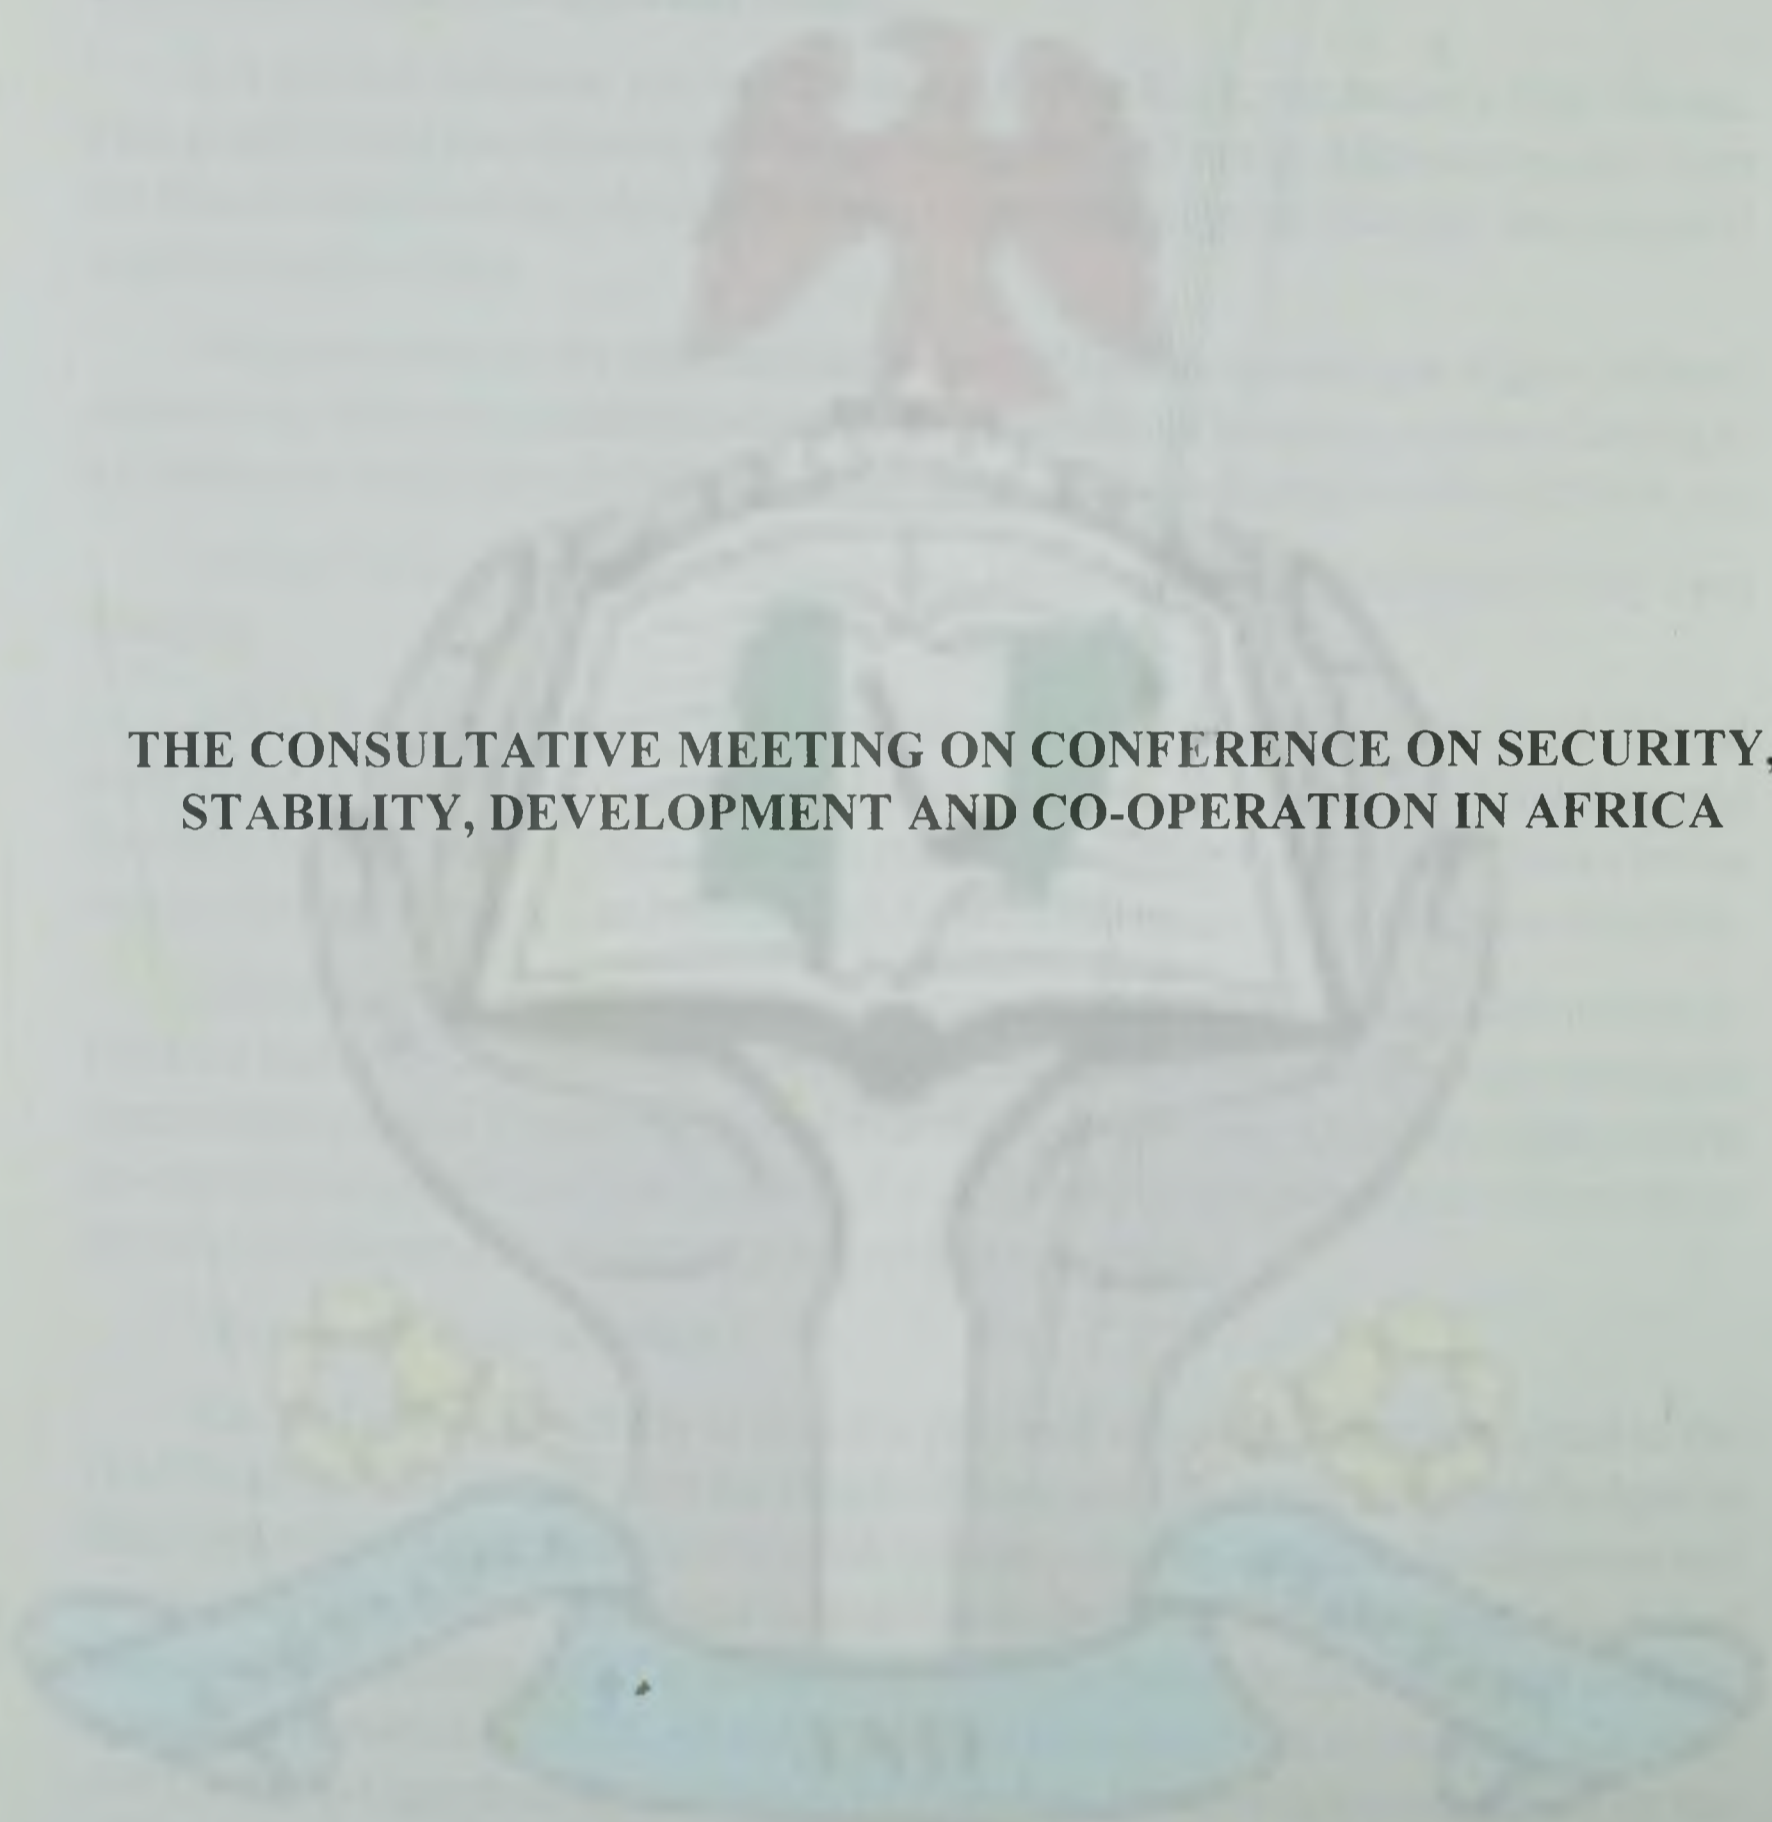 THE CONSULTATIVE MEETING ON CONFERENCE ON SECURITY,
STABILITY, DEVELOPMENT AND CO-OPERATION IN AFRICA